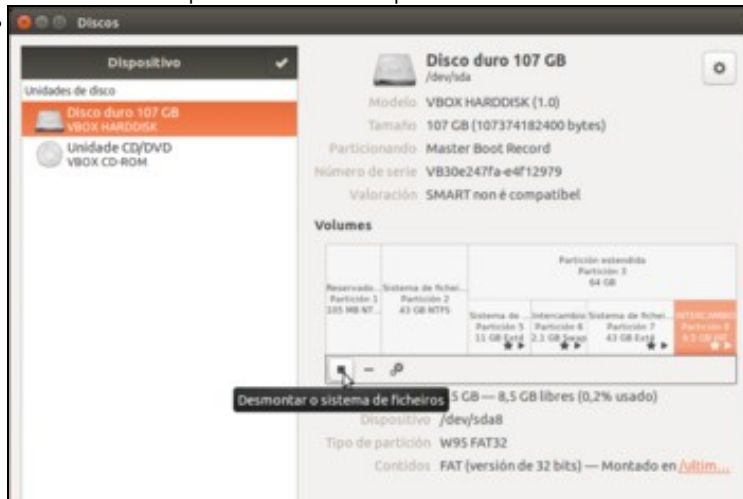 Discos
Dispositivo
Unidades de disco
Disco duro 107 GB
VBOX HARDDISK
Unidade CD/DVD
VBOX CD-ROM
Disco duro 107 GB
/dev/sda
Modelo VBOX HARDDISK (1.0)
Tamaño 107 GB (107374182400 bytes)
Particionando Master Boot Record
Número de serie VB30e247fa-e4f12979
Valoración SMART non é compatíbel
Volumes
Reservado...
Partición 1
105 MB NT...
Sistema de fichei...
Partición 2
43 GB NTFS
Partición estendida
Partición 3
64 GB
Sistema de ...
Partición 5
11 GB Ext4
Intercambio
Partición 6
2.1 GB Swap
Sistema de fichei...
Partición 7
43 GB Ext4
INTERCAMBIO
Partición 8
Desmontar o sistema de ficheiros
5 GB — 8,5 GB libres (0,2% usado)
Dispositivo /dev/sda8
Tipo de partición W95 FAT32
Contidos FAT (versión de 32 bits) — Montado en /ultim...